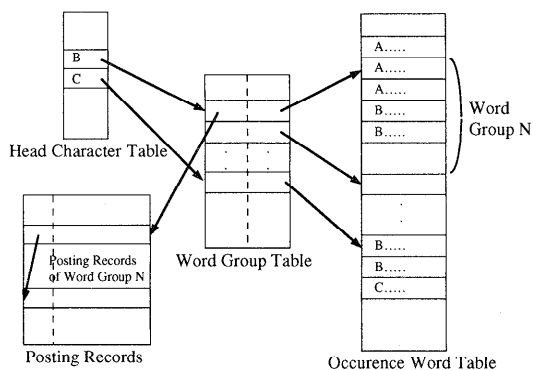 B
C
Head Character Table
Word Group Table
Posting Records
of Word Group N
Posting Records
A.....
A.....
A.....
B.....
B.....
Word
Group N
B.....
B.....
C.....
Occurence Word Table